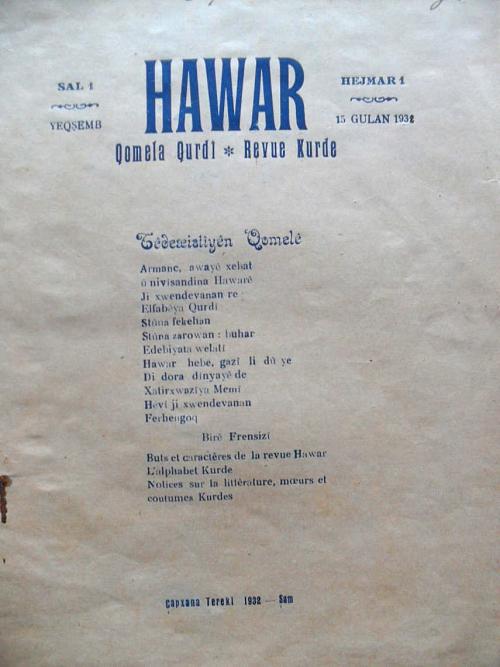 SAL 1
YEQŞEMB
HAWAR
HEJMAR 1
15 GULAN 1932
Qomela Qurdî * Revue Kurde
Têdexistiyên Qomelê
Armanc, awayê xebat
û nivîsandina Hawarê
Ji xwendevanan re
Elfabêya Qurdî
Stûna fekehan
Stûna zarowan : buhar
Edebiyata welatî
Hawar hebe, gazî li dû ye
Di dora dinyayê de
Xatirxwaziya Memî
Hevî ji xwendevanan
Ferhengoq
Birê Frensizî
Buts et caractères de la revue Hawar
L'alphabet Kurde
Notices sur la littérature, mœurs et
coutumes Kurdes
Çapxana Tereki 1932 — Şam